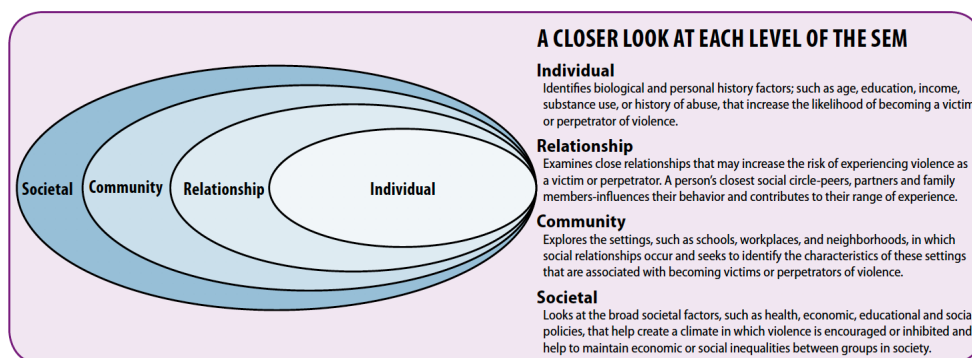 A CLOSER LOOK AT EACH LEVEL OF THE SEM
Individual
Identifies biological and personal history factors; such as age, education, income,
substance use, or history of abuse, that increase the likelihood of becoming a victim
or perpetrator of violence.
Relationship
Examines close relationships that may increase the risk of experiencing violence as
a victim or perpetrator. A person's closest social circle-peers, partners and family
members-influences their behavior and contributes to their range of experience.
Community
Explores the settings, such as schools, workplaces, and neighborhoods, in which
social relationships occur and seeks to identify the characteristics of these settings
that are associated with becoming victims or perpetrators of violence.
Societal
Looks at the broad societal factors, such as health, economic, educational and social
policies, that help create a climate in which violence is encouraged or inhibited and
help to maintain economic or social inequalities between groups in society.
Societal
Community
Relationship
Individual